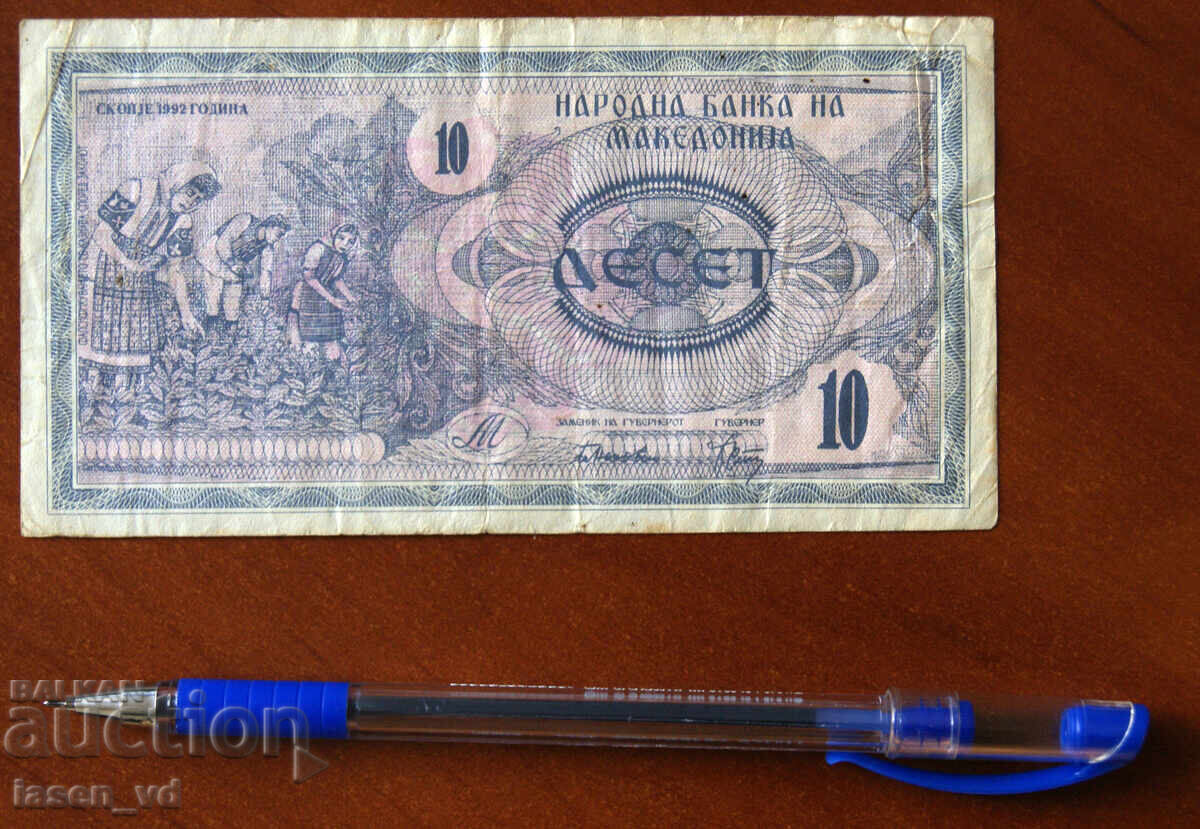 СКОПЈЕ 1992 ГОДИНА
10
НАРОДНА БАНКА НА
МАКЕДОНИЈА
ДЕСЕТ
М
ЗАМЕНИК НА ГУВЕРНЕРОТ ГУВЕРНЕР
10
BALKAN
auction
iasen_vd